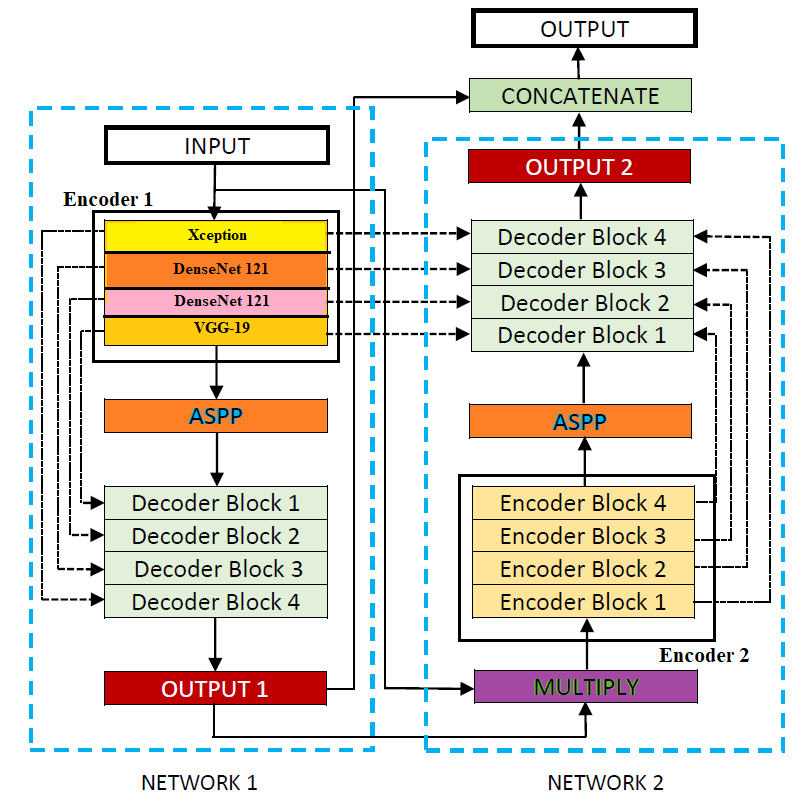 INPUT
Encoder 1
Xception
DenseNet 121
DenseNet 121
VGG-19
ASPP
Decoder Block 1
Decoder Block 2
Decoder Block 3
Decoder Block 4
OUTPUT 1
NETWORK 1
OUTPUT
CONCATENATE
OUTPUT 2
Decoder Block 4
Decoder Block 3
Decoder Block 2
Decoder Block 1
ASPP
Encoder Block 4
Encoder Block 3
Encoder Block 2
Encoder Block 1
Encoder 2
MULTIPLY
NETWORK 2